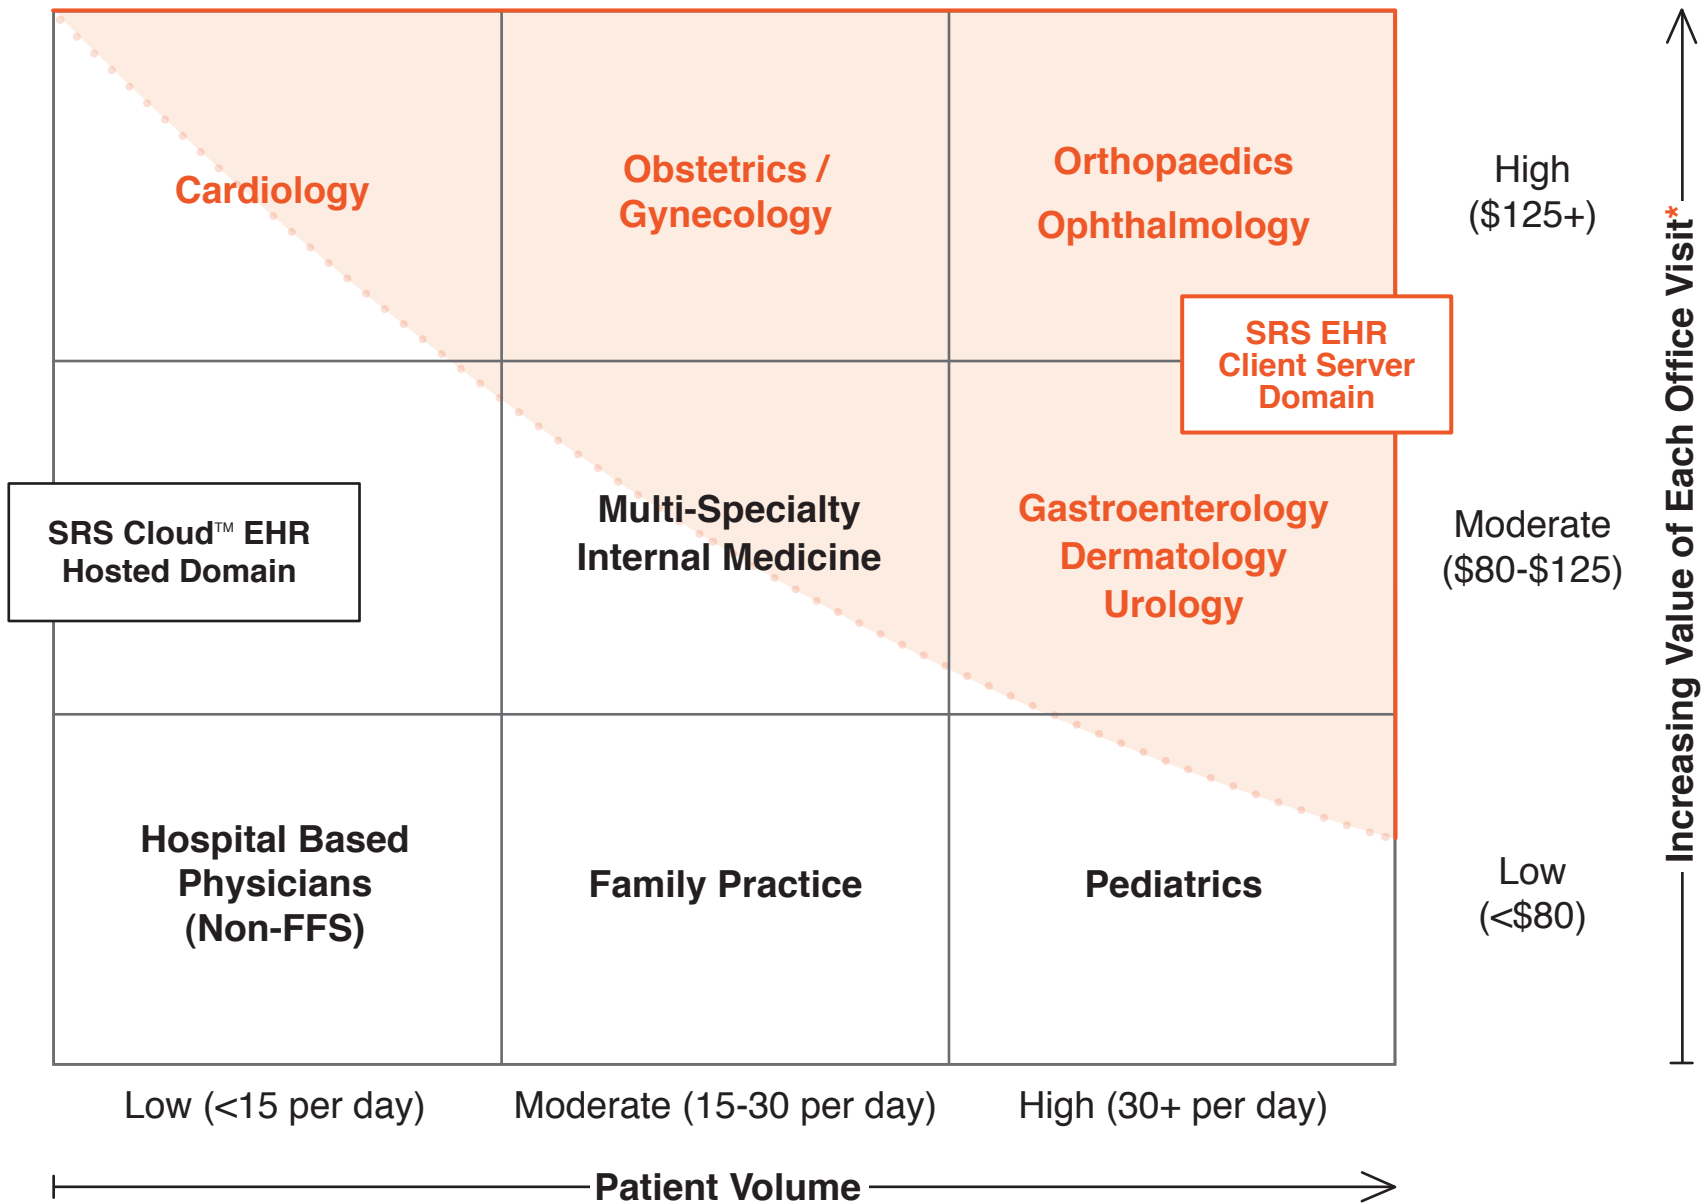 Cardiology
Obstetrics /
Gynecology
Orthopaedics
Ophthalmology
High
($125+)
SRS EHR
Client Server
Domain
SRS Cloud™ EHR
Hosted Domain
Multi-Specialty
Internal Medicine
Gastroenterology
Dermatology
Urology
Moderate
($80-$125)
Hospital Based
Physicians
(Non-FFS)
Family Practice
Pediatrics
Low
(<$80)
Increasing Value of Each Office Visit*
Low (<15 per day)
Moderate (15-30 per day)
High (30+ per day)
Patient Volume